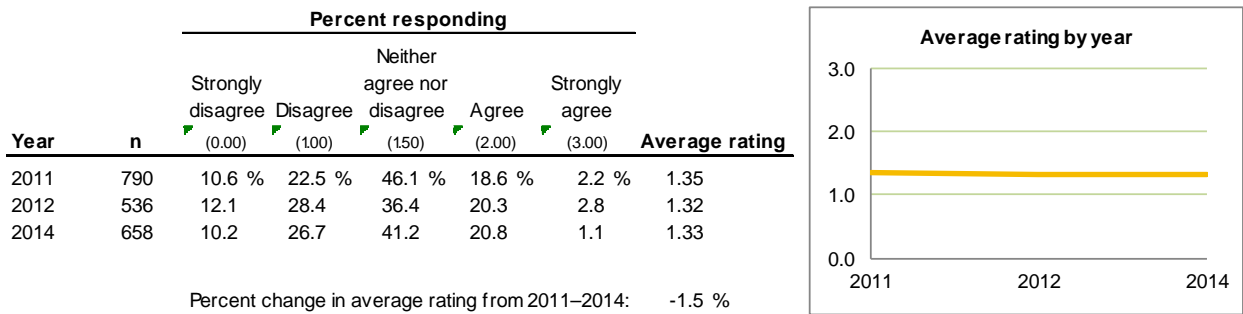 Percent responding
Neither
Strongly agree nor Strongly
disagree Disagree disagree Agree agree
Year n (0.00) (1.00) (1.50) (2.00) (3.00) Average rating
2011 790 10.6 % 22.5 % 46.1 % 18.6 % 2.2 % 1.35
2012 536 12.1 28.4 36.4 20.3 2.8 1.32
2014 658 10.2 26.7 41.2 20.8 1.1 1.33
Percent change in average rating from 2011–2014: -1.5 %
Average rating by year
3.0
2.0
1.0
0.0
2011 2012 2014